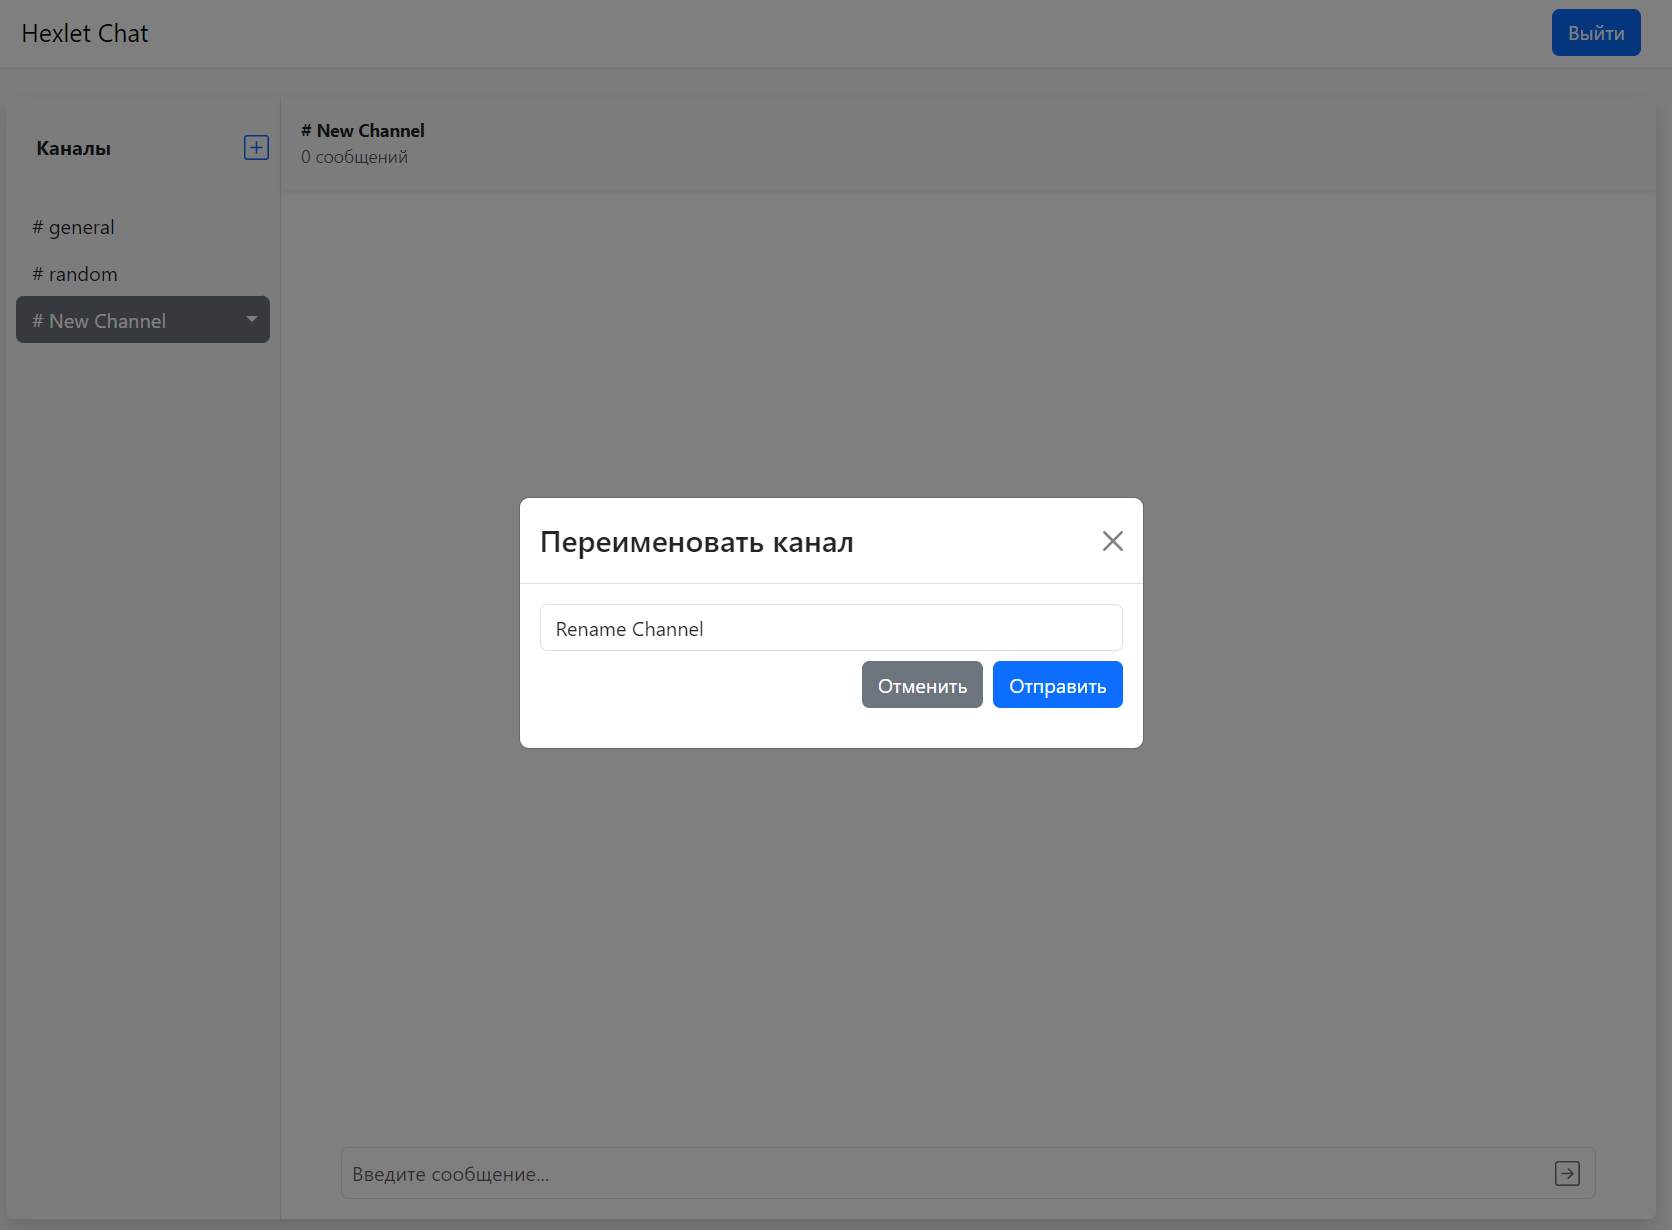 Hexlet Chat
Выйти
Каналы
# general
# random
# New Channel
# New Channel
0 сообщений
Переименовать канал
Rename Channel
Отменить
Отправить
Введите сообщение...